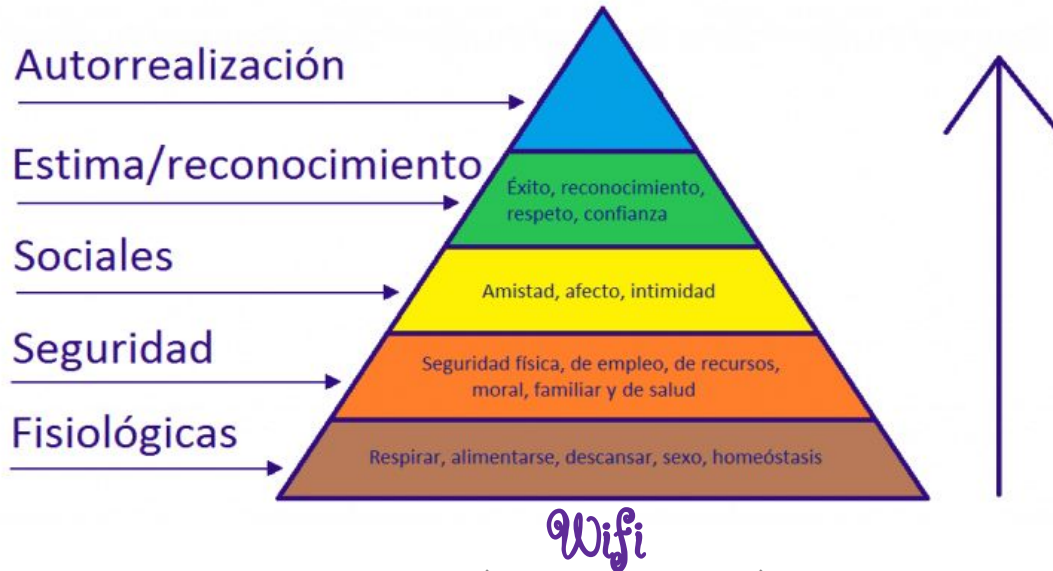 Autorrealización
Estima/reconocimiento
Éxito, reconocimiento,
respeto, confianza
Sociales
Amistad, afecto, intimidad
Seguridad
Seguridad física, de empleo, de recursos,
moral, familiar y de salud
Fisiológicas
Respirar, alimentarse, descansar, sexo, homeóstasis
Wifi